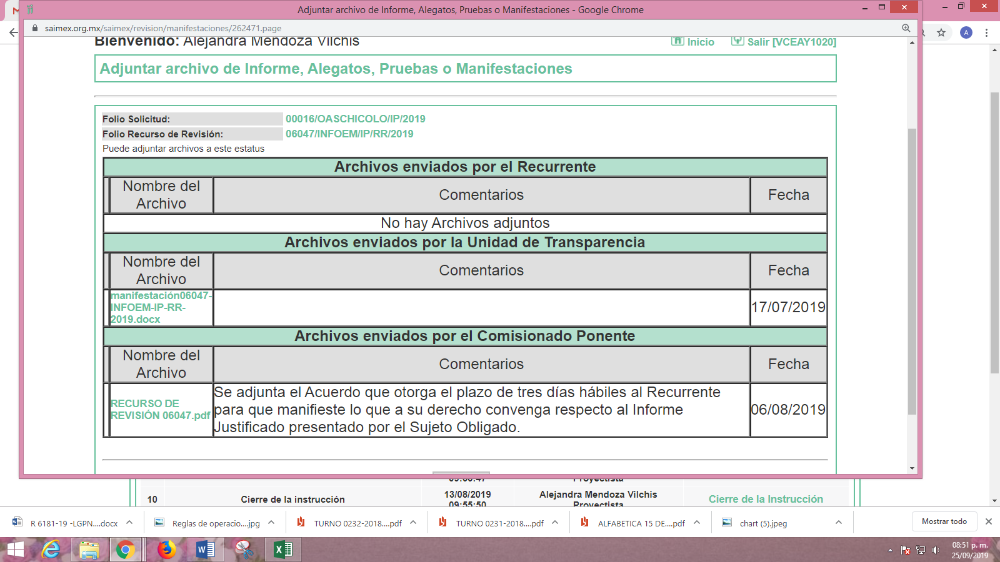 Adjuntar archivo de Informe, Alegatos, Pruebas o Manifestaciones - Google Chrome
saimex.org.mx/saimex/revision/manifestaciones/262471.page
Bienvenido: Alejandra Mendoza Vilchis
Inicio
Salir [VCEAY1020]
Adjuntar archivo de Informe, Alegatos, Pruebas o Manifestaciones
Folio Solicitud: 00016/OASCHICOLO/IP/2019
Folio Recurso de Revisión: 06047/INFOEM/IP/RR/2019
Puede adjuntar archivos a este estatus
Archivos enviados por el Recurrente
Nombre del
Archivo
Comentarios
Fecha
No hay Archivos adjuntos
Archivos enviados por la Unidad de Transparencia
Nombre del
Archivo
Comentarios
Fecha
manifestación06047-
INFOEM-IP-RR-
2019.docx
17/07/2019
Archivos enviados por el Comisionado Ponente
Nombre del
Archivo
Comentarios
Fecha
RECURSO DE
REVISIÓN 06047.pdf
Se adjunta el Acuerdo que otorga el plazo de tres días hábiles al Recurrente
para que manifieste lo que a su derecho convenga respecto al Informe
Justificado presentado por el Sujeto Obligado.
06/08/2019
Proyectista
10
Cierre de la instrucción
13/08/2019
09:55:50
Alejandra Mendoza Vilchis
Proyectista
Cierre de la Instrucción
R 6181-19 -LGPN....docx
Reglas de operacio....jpg
TURNO 0232-2018....pdf
TURNO 0231-2018....pdf
ALFABETICA 15 DE....pdf
chart (5).jpeg
Mostrar todo
08:51 p. m.
25/09/2019
A